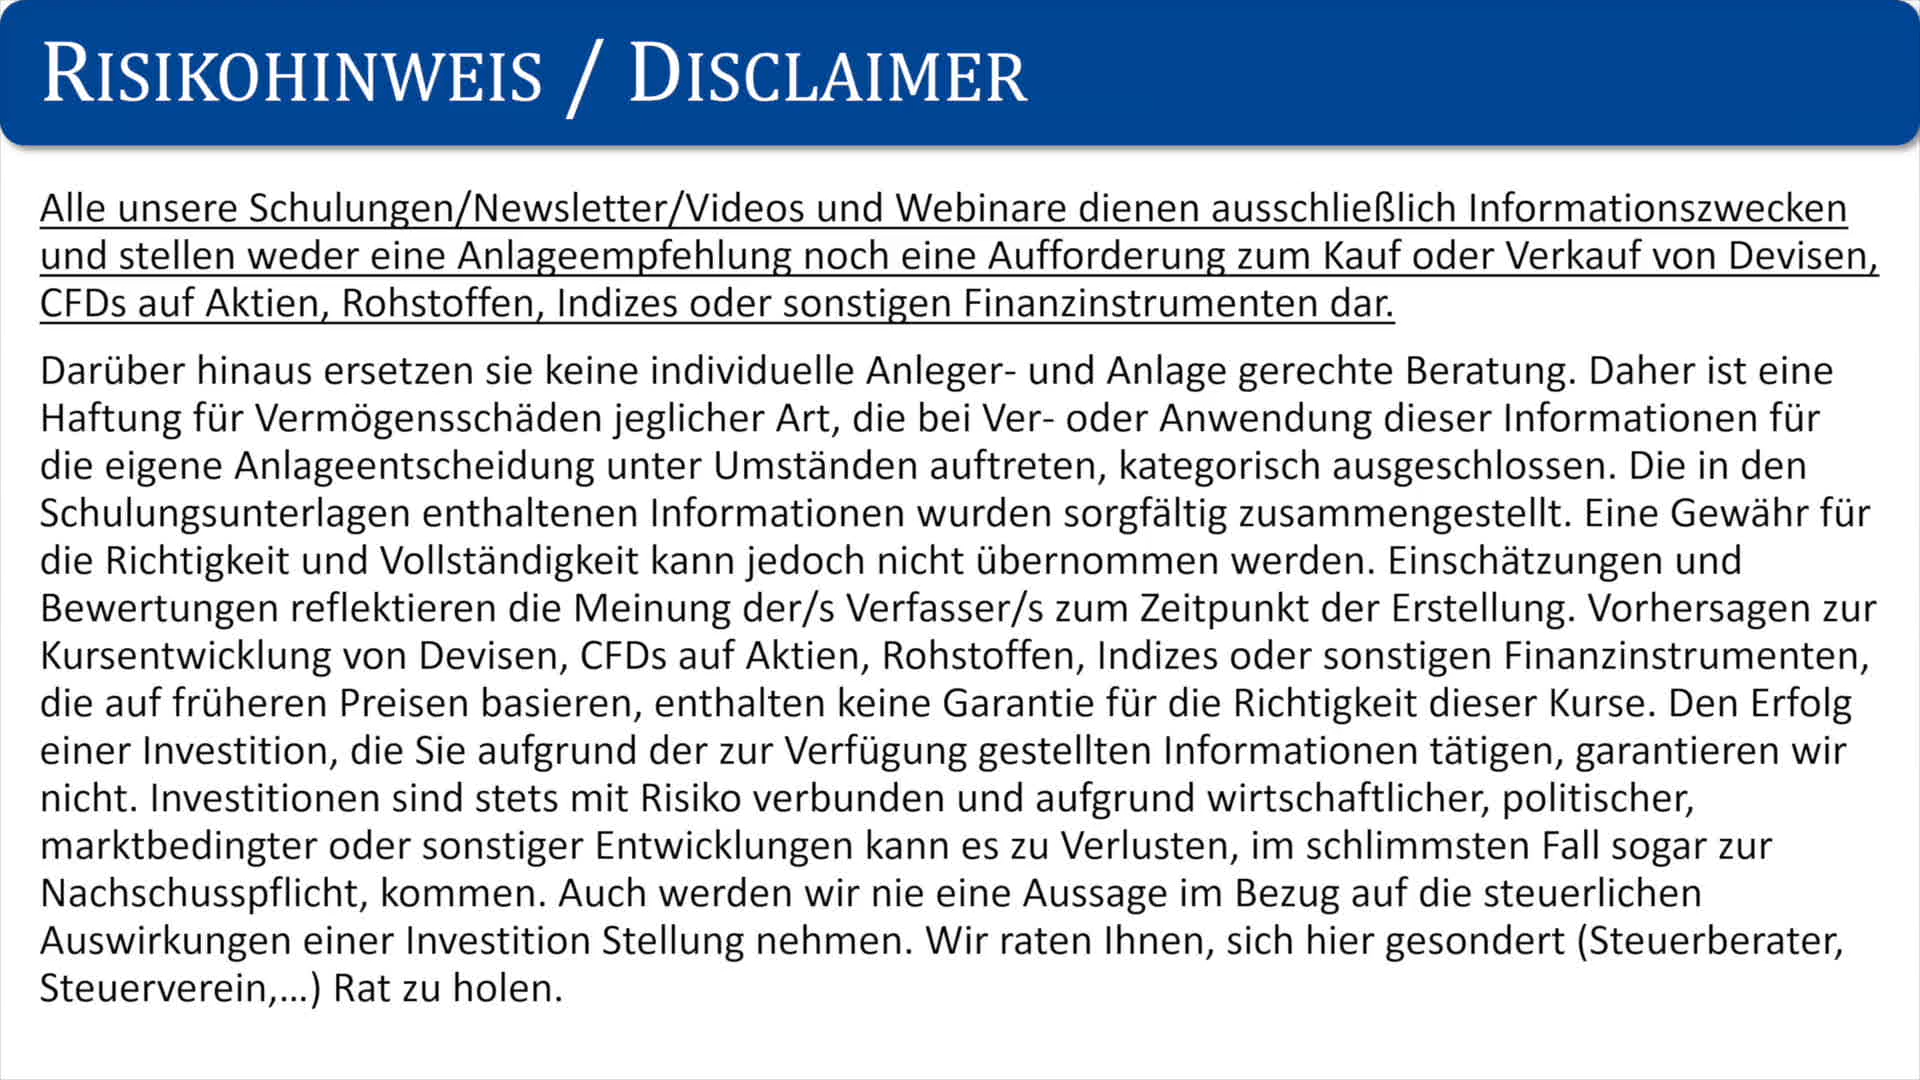 RISIKOHINWEIS / DISCLAIMER
Alle unsere Schulungen/Newsletter/Videos und Webinare dienen ausschließlich Informationszwecken
und stellen weder eine Anlageempfehlung noch eine Aufforderung zum Kauf oder Verkauf von Devisen,
CFDs auf Aktien, Rohstoffen, Indizes oder sonstigen Finanzinstrumenten dar.
Darüber hinaus ersetzen sie keine individuelle Anleger- und Anlage gerechte Beratung. Daher ist eine
Haftung für Vermögensschäden jeglicher Art, die bei Ver- oder Anwendung dieser Informationen für
die eigene Anlageentscheidung unter Umständen auftreten, kategorisch ausgeschlossen. Die in den
Schulungsunterlagen enthaltenen Informationen wurden sorgfältig zusammengestellt. Eine Gewähr für
die Richtigkeit und Vollständigkeit kann jedoch nicht übernommen werden. Einschätzungen und
Bewertungen reflektieren die Meinung der/s Verfasser/s zum Zeitpunkt der Erstellung. Vorhersagen zur
Kursentwicklung von Devisen, CFDs auf Aktien, Rohstoffen, Indizes oder sonstigen Finanzinstrumenten,
die auf früheren Preisen basieren, enthalten keine Garantie für die Richtigkeit dieser Kurse. Den Erfolg
einer Investition, die Sie aufgrund der zur Verfügung gestellten Informationen tätigen, garantieren wir
nicht. Investitionen sind stets mit Risiko verbunden und aufgrund wirtschaftlicher, politischer,
marktbedingter oder sonstiger Entwicklungen kann es zu Verlusten, im schlimmsten Fall sogar zur
Nachschusspflicht, kommen. Auch werden wir nie eine Aussage im Bezug auf die steuerlichen
Auswirkungen einer Investition Stellung nehmen. Wir raten Ihnen, sich hier gesondert (Steuerberater,
Steuerverein,...) Rat zu holen.